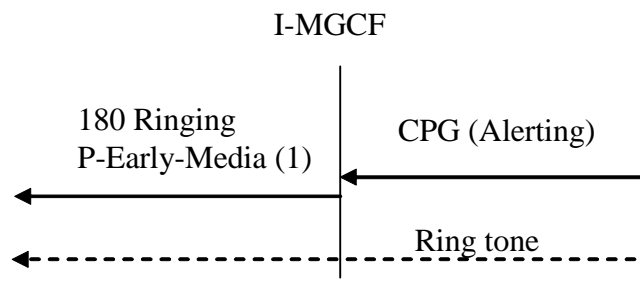 I-MGCF
180 Ringing
P-Early-Media (1)
CPG (Alerting)
Ring tone